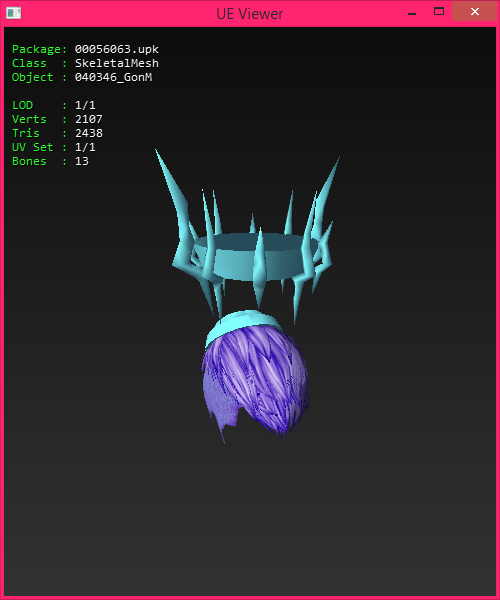 UE Viewer
Package: 00056063.upk
Class : SkeletalMesh
Object : 040346_GonM
LOD : 1/1
Verts : 2107
Tris : 2438
UV Set : 1/1
Bones : 13